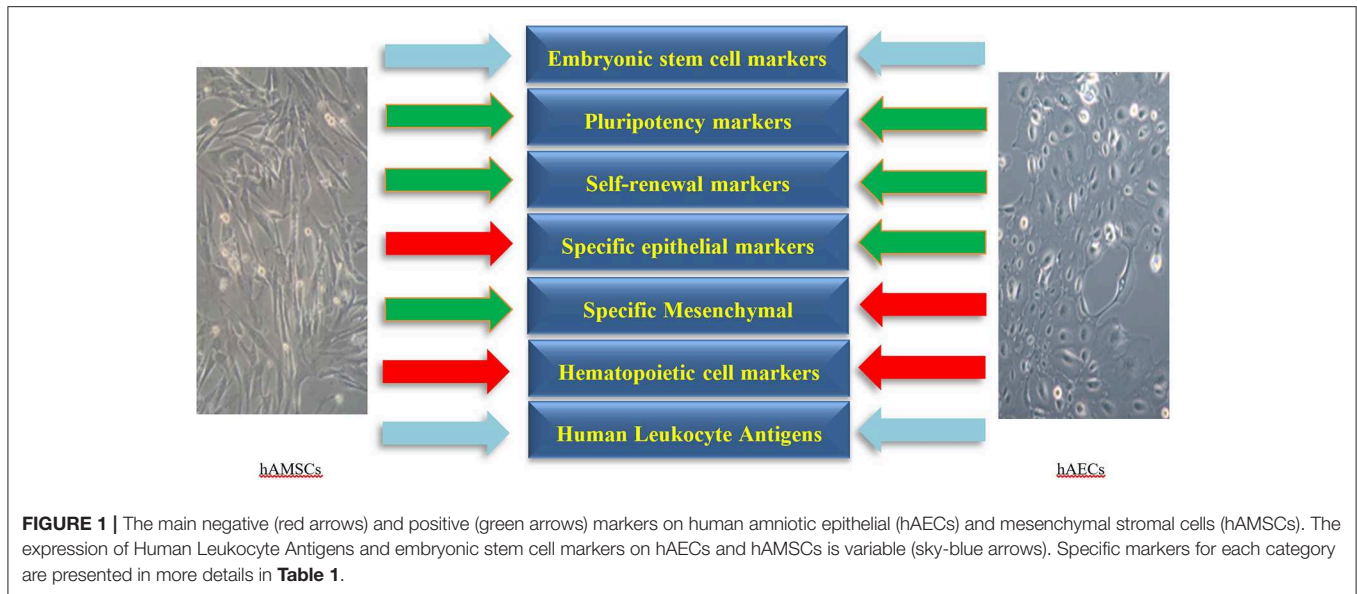 Embryonic stem cell markers
Pluripotency markers
Self-renewal markers
Specific epithelial markers
Specific Mesenchymal
Hematopoietic cell markers
Human Leukocyte Antigens
hAMSCs
hAECs
FIGURE 1 | The main negative (red arrows) and positive (green arrows) markers on human amniotic epithelial (hAECs) and mesenchymal stromal cells (hAMSCs). The
expression of Human Leukocyte Antigens and embryonic stem cell markers on hAECs and hAMSCs is variable (sky-blue arrows). Specific markers for each category
are presented in more details in Table 1.